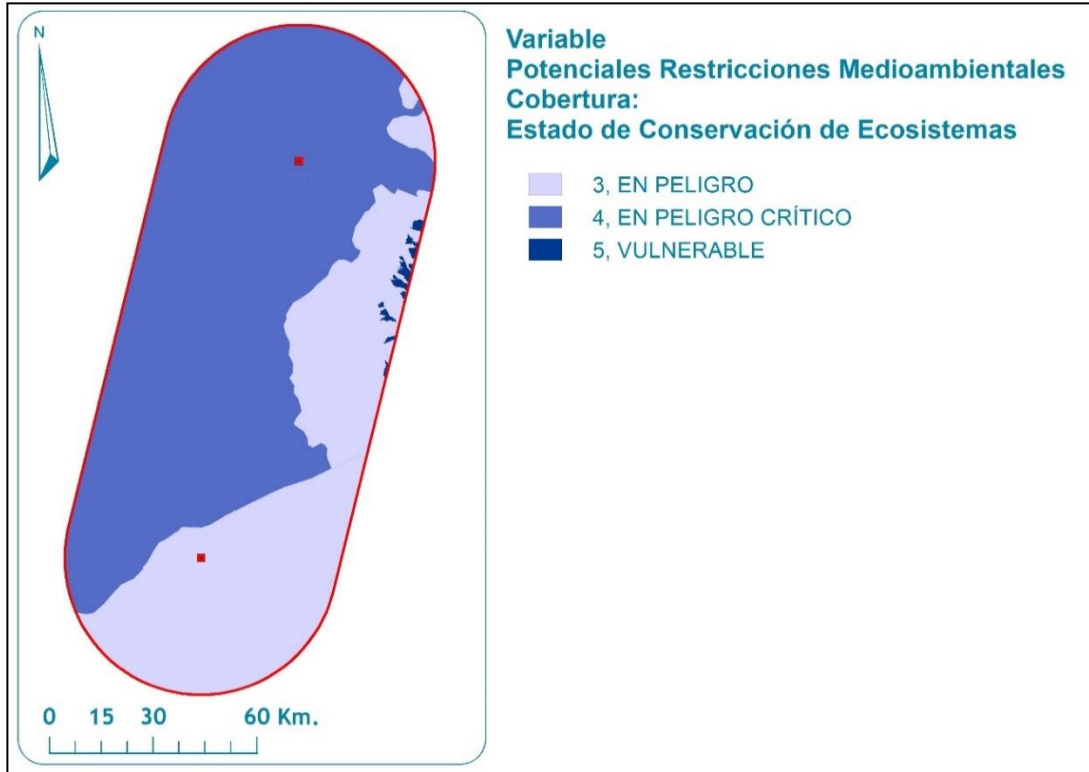 N
Variable
Potenciales Restricciones Medioambientales
Cobertura:
Estado de Conservación de Ecosistemas
3, EN PELIGRO
4, EN PELIGRO CRÍTICO
5, VULNERABLE
0 15 30 60 Km.